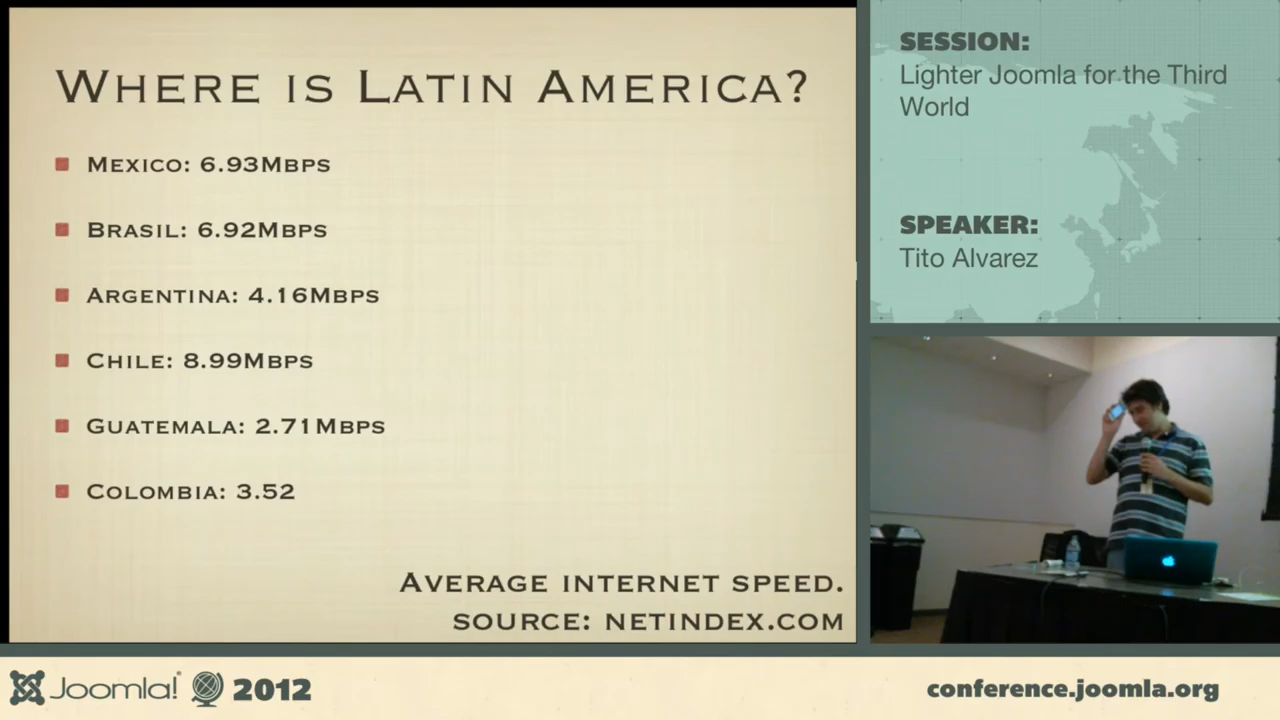 WHERE IS LATIN AMERICA?
MEXICO: 6.93MBPS
BRASIL: 6.92MBPS
ARGENTINA: 4.16MBPS
CHILE: 8.99MBPS
GUATEMALA: 2.71MBPS
COLOMBIA: 3.52
AVERAGE INTERNET SPEED.
SOURCE: NETINDEX.COM
SESSION:
Lighter Joomla for the Third
World
SPEAKER:
Tito Alvarez
Joomla! 2012
conference.joomla.org